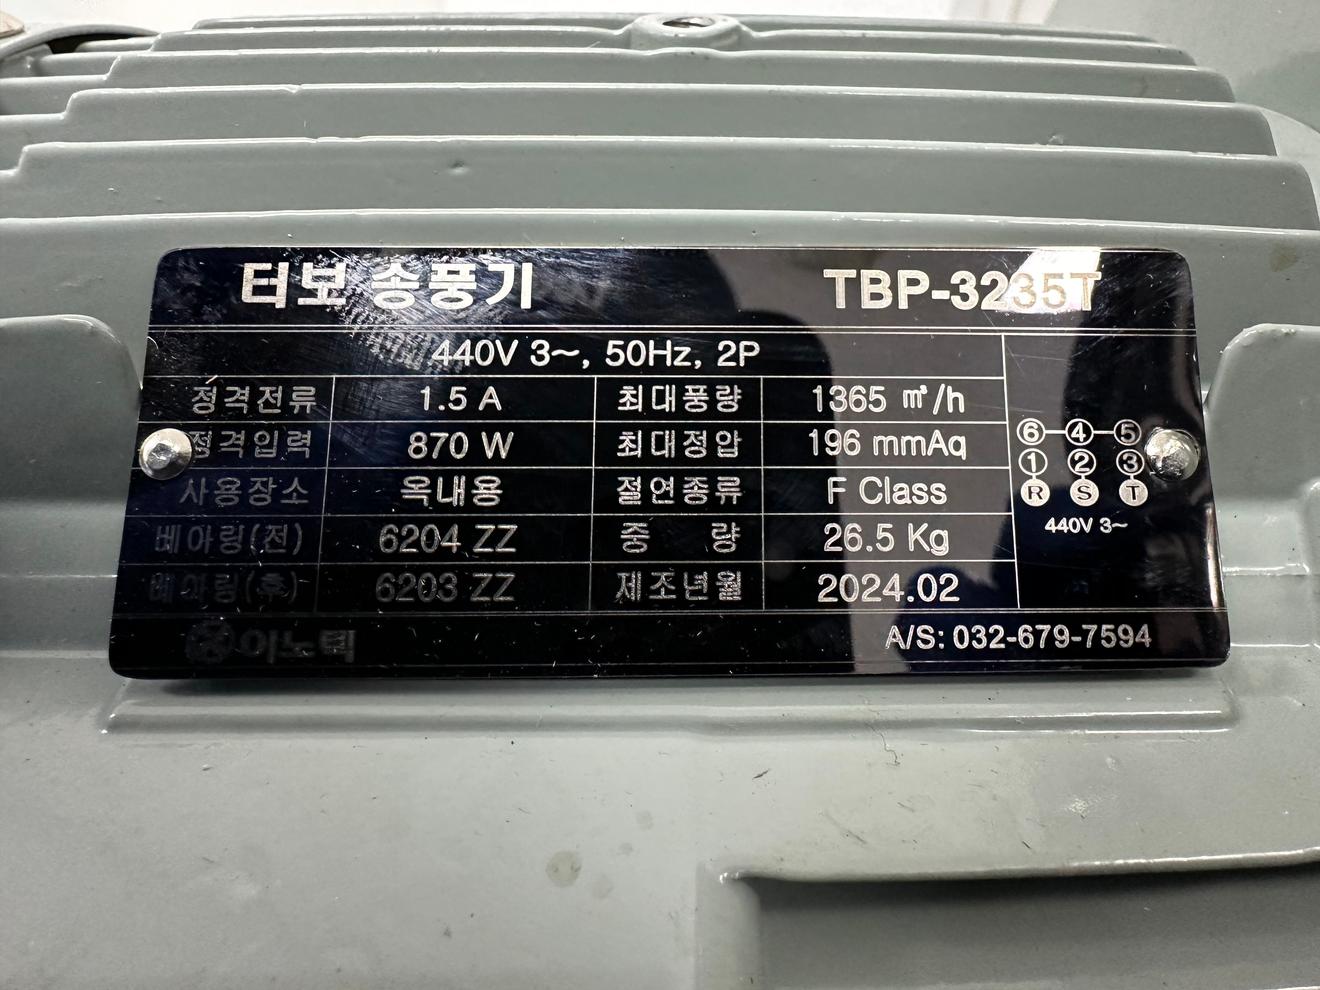 터보 송풍기 TBP-3235T
440V 3~, 50Hz, 2P
정격전류 1.5 A 최대풍량 1365 ㎥/h
정격입력 870 W 최대정압 196 mmAq
사용장소 옥내용 절연종류 F Class
베아링(전) 6204 ZZ 중 량 26.5 Kg
베아링(후) 6203 ZZ 제조년월 2024.02
⑥ ④ ⑤
① ② ③
R S T
440V 3~
이노텍 A/S: 032-679-7594